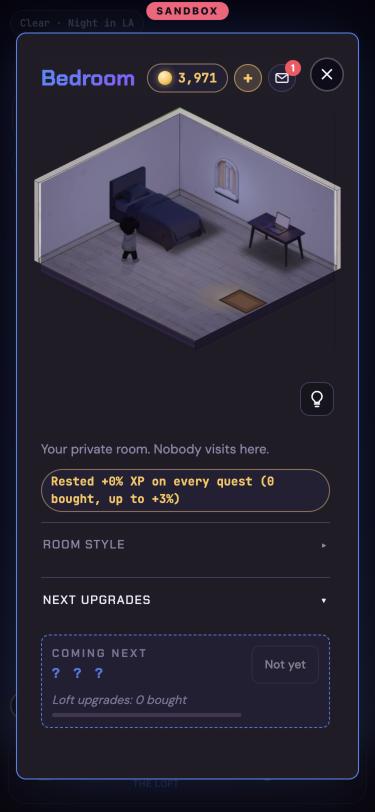 SANDBOX
Clear · Night in LA
Bedroom
3,971
+
1
Your private room. Nobody visits here.
Rested +0% XP on every quest (0
bought, up to +3%)
ROOM STYLE
NEXT UPGRADES
COMING NEXT
? ? ?
Not yet
Loft upgrades: 0 bought
THE LOFT